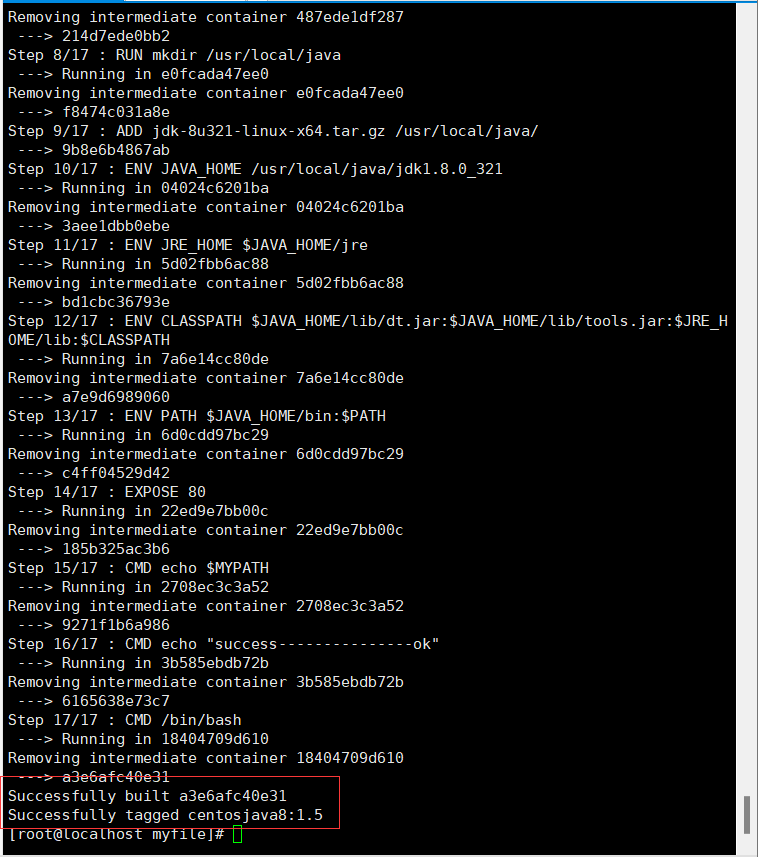 Removing intermediate container 487ede1df287
 ---> 214d7ede0bb2
Step 8/17 : RUN mkdir /usr/local/java
 ---> Running in e0fcada47ee0
Removing intermediate container e0fcada47ee0
 ---> f8474c031a8e
Step 9/17 : ADD jdk-8u321-linux-x64.tar.gz /usr/local/java/
 ---> 9b8e6b4867ab
Step 10/17 : ENV JAVA_HOME /usr/local/java/jdk1.8.0_321
 ---> Running in 04024c6201ba
Removing intermediate container 04024c6201ba
 ---> 3aee1dbb0ebe
Step 11/17 : ENV JRE_HOME $JAVA_HOME/jre
 ---> Running in 5d02fbb6ac88
Removing intermediate container 5d02fbb6ac88
 ---> bd1cbc36793e
Step 12/17 : ENV CLASSPATH $JAVA_HOME/lib/dt.jar:$JAVA_HOME/lib/tools.jar:$JRE_H
OME/lib:$CLASSPATH
 ---> Running in 7a6e14cc80de
Removing intermediate container 7a6e14cc80de
 ---> a7e9d6989060
Step 13/17 : ENV PATH $JAVA_HOME/bin:$PATH
 ---> Running in 6d0cdd97bc29
Removing intermediate container 6d0cdd97bc29
 ---> c4ff04529d42
Step 14/17 : EXPOSE 80
 ---> Running in 22ed9e7bb00c
Removing intermediate container 22ed9e7bb00c
 ---> 185b325ac3b6
Step 15/17 : CMD echo $MYPATH
 ---> Running in 2708ec3c3a52
Removing intermediate container 2708ec3c3a52
 ---> 9271f1b6a986
Step 16/17 : CMD echo "success---------------ok"
 ---> Running in 3b585ebdb72b
Removing intermediate container 3b585ebdb72b
 ---> 6165638e73c7
Step 17/17 : CMD /bin/bash
 ---> Running in 18404709d610
Removing intermediate container 18404709d610
 ---> a3e6afc40e31
Successfully built a3e6afc40e31
Successfully tagged centosjava8:1.5
[root@localhost myfile]#